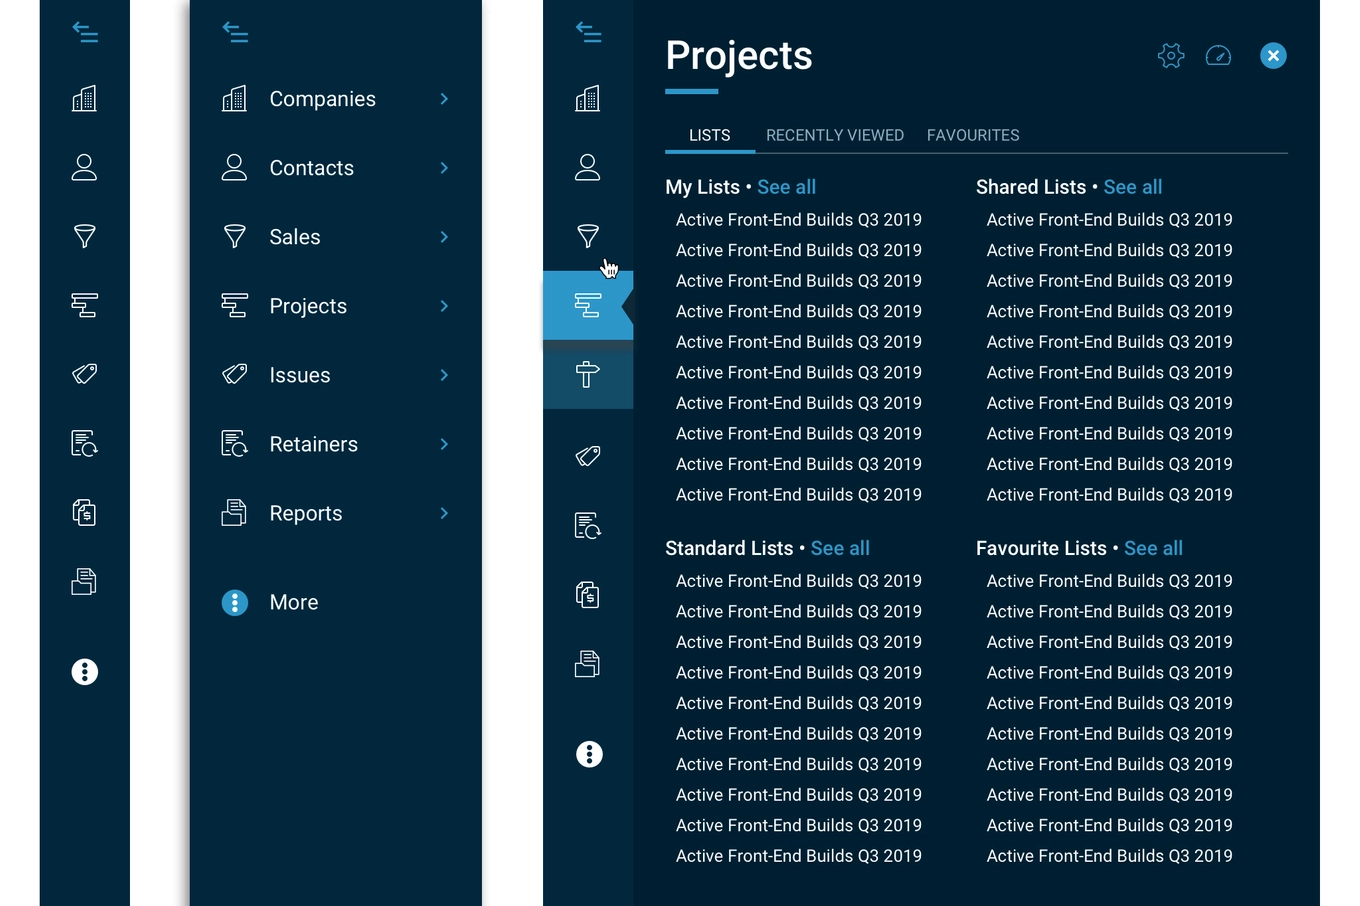 Companies
Contacts
Sales
Projects
Issues
Retainers
Reports
More
Projects
LISTS RECENTLY VIEWED FAVOURITES
My Lists • See all
Active Front-End Builds Q3 2019
Active Front-End Builds Q3 2019
Active Front-End Builds Q3 2019
Active Front-End Builds Q3 2019
Active Front-End Builds Q3 2019
Active Front-End Builds Q3 2019
Active Front-End Builds Q3 2019
Active Front-End Builds Q3 2019
Active Front-End Builds Q3 2019
Active Front-End Builds Q3 2019
Shared Lists • See all
Active Front-End Builds Q3 2019
Active Front-End Builds Q3 2019
Active Front-End Builds Q3 2019
Active Front-End Builds Q3 2019
Active Front-End Builds Q3 2019
Active Front-End Builds Q3 2019
Active Front-End Builds Q3 2019
Active Front-End Builds Q3 2019
Active Front-End Builds Q3 2019
Active Front-End Builds Q3 2019
Standard Lists • See all
Active Front-End Builds Q3 2019
Active Front-End Builds Q3 2019
Active Front-End Builds Q3 2019
Active Front-End Builds Q3 2019
Active Front-End Builds Q3 2019
Active Front-End Builds Q3 2019
Active Front-End Builds Q3 2019
Active Front-End Builds Q3 2019
Active Front-End Builds Q3 2019
Active Front-End Builds Q3 2019
Favourite Lists • See all
Active Front-End Builds Q3 2019
Active Front-End Builds Q3 2019
Active Front-End Builds Q3 2019
Active Front-End Builds Q3 2019
Active Front-End Builds Q3 2019
Active Front-End Builds Q3 2019
Active Front-End Builds Q3 2019
Active Front-End Builds Q3 2019
Active Front-End Builds Q3 2019
Active Front-End Builds Q3 2019